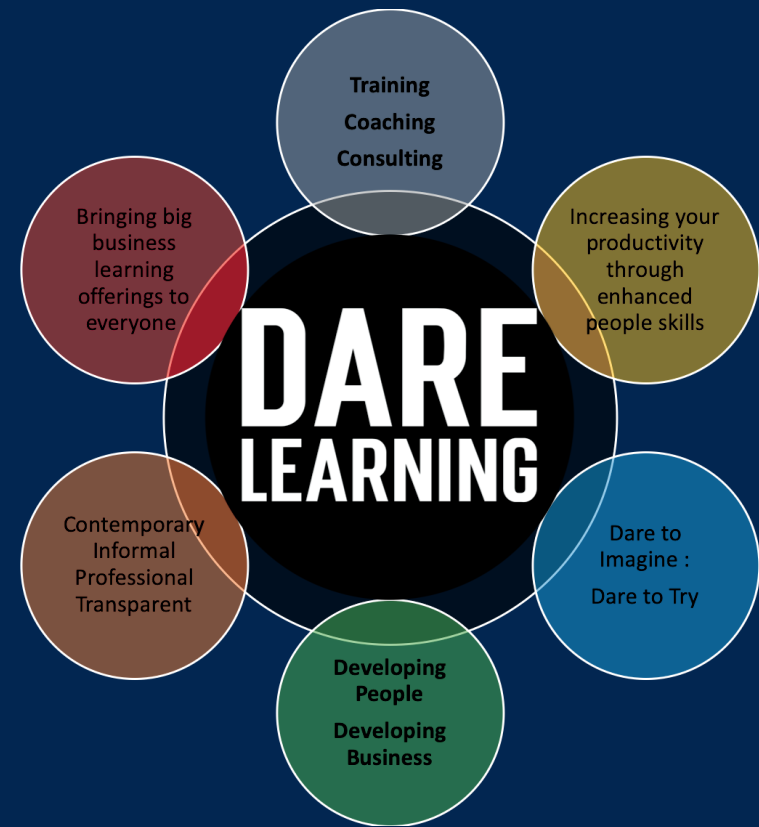 Training
Coaching
Consulting
Increasing your
productivity
through
enhanced
people skills
Dare to
Imagine :
Dare to Try
Developing
People
Developing
Business
Contemporary
Informal
Professional
Transparent
Bringing big
business
learning
offerings to
everyone
DARE
LEARNING